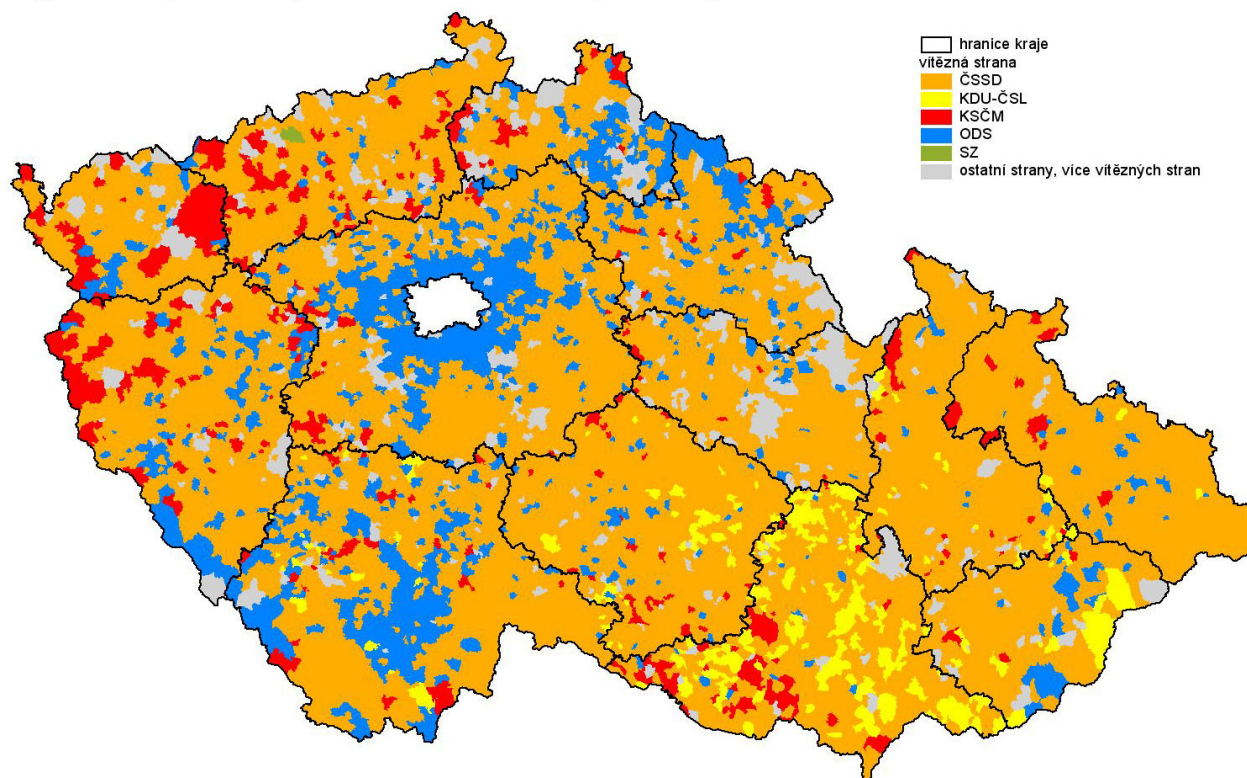 hranice kraje
vítězná strana
ČSSD
KDU-ČSL
KSČM
ODS
SZ
ostatní strany, více vítězných stran